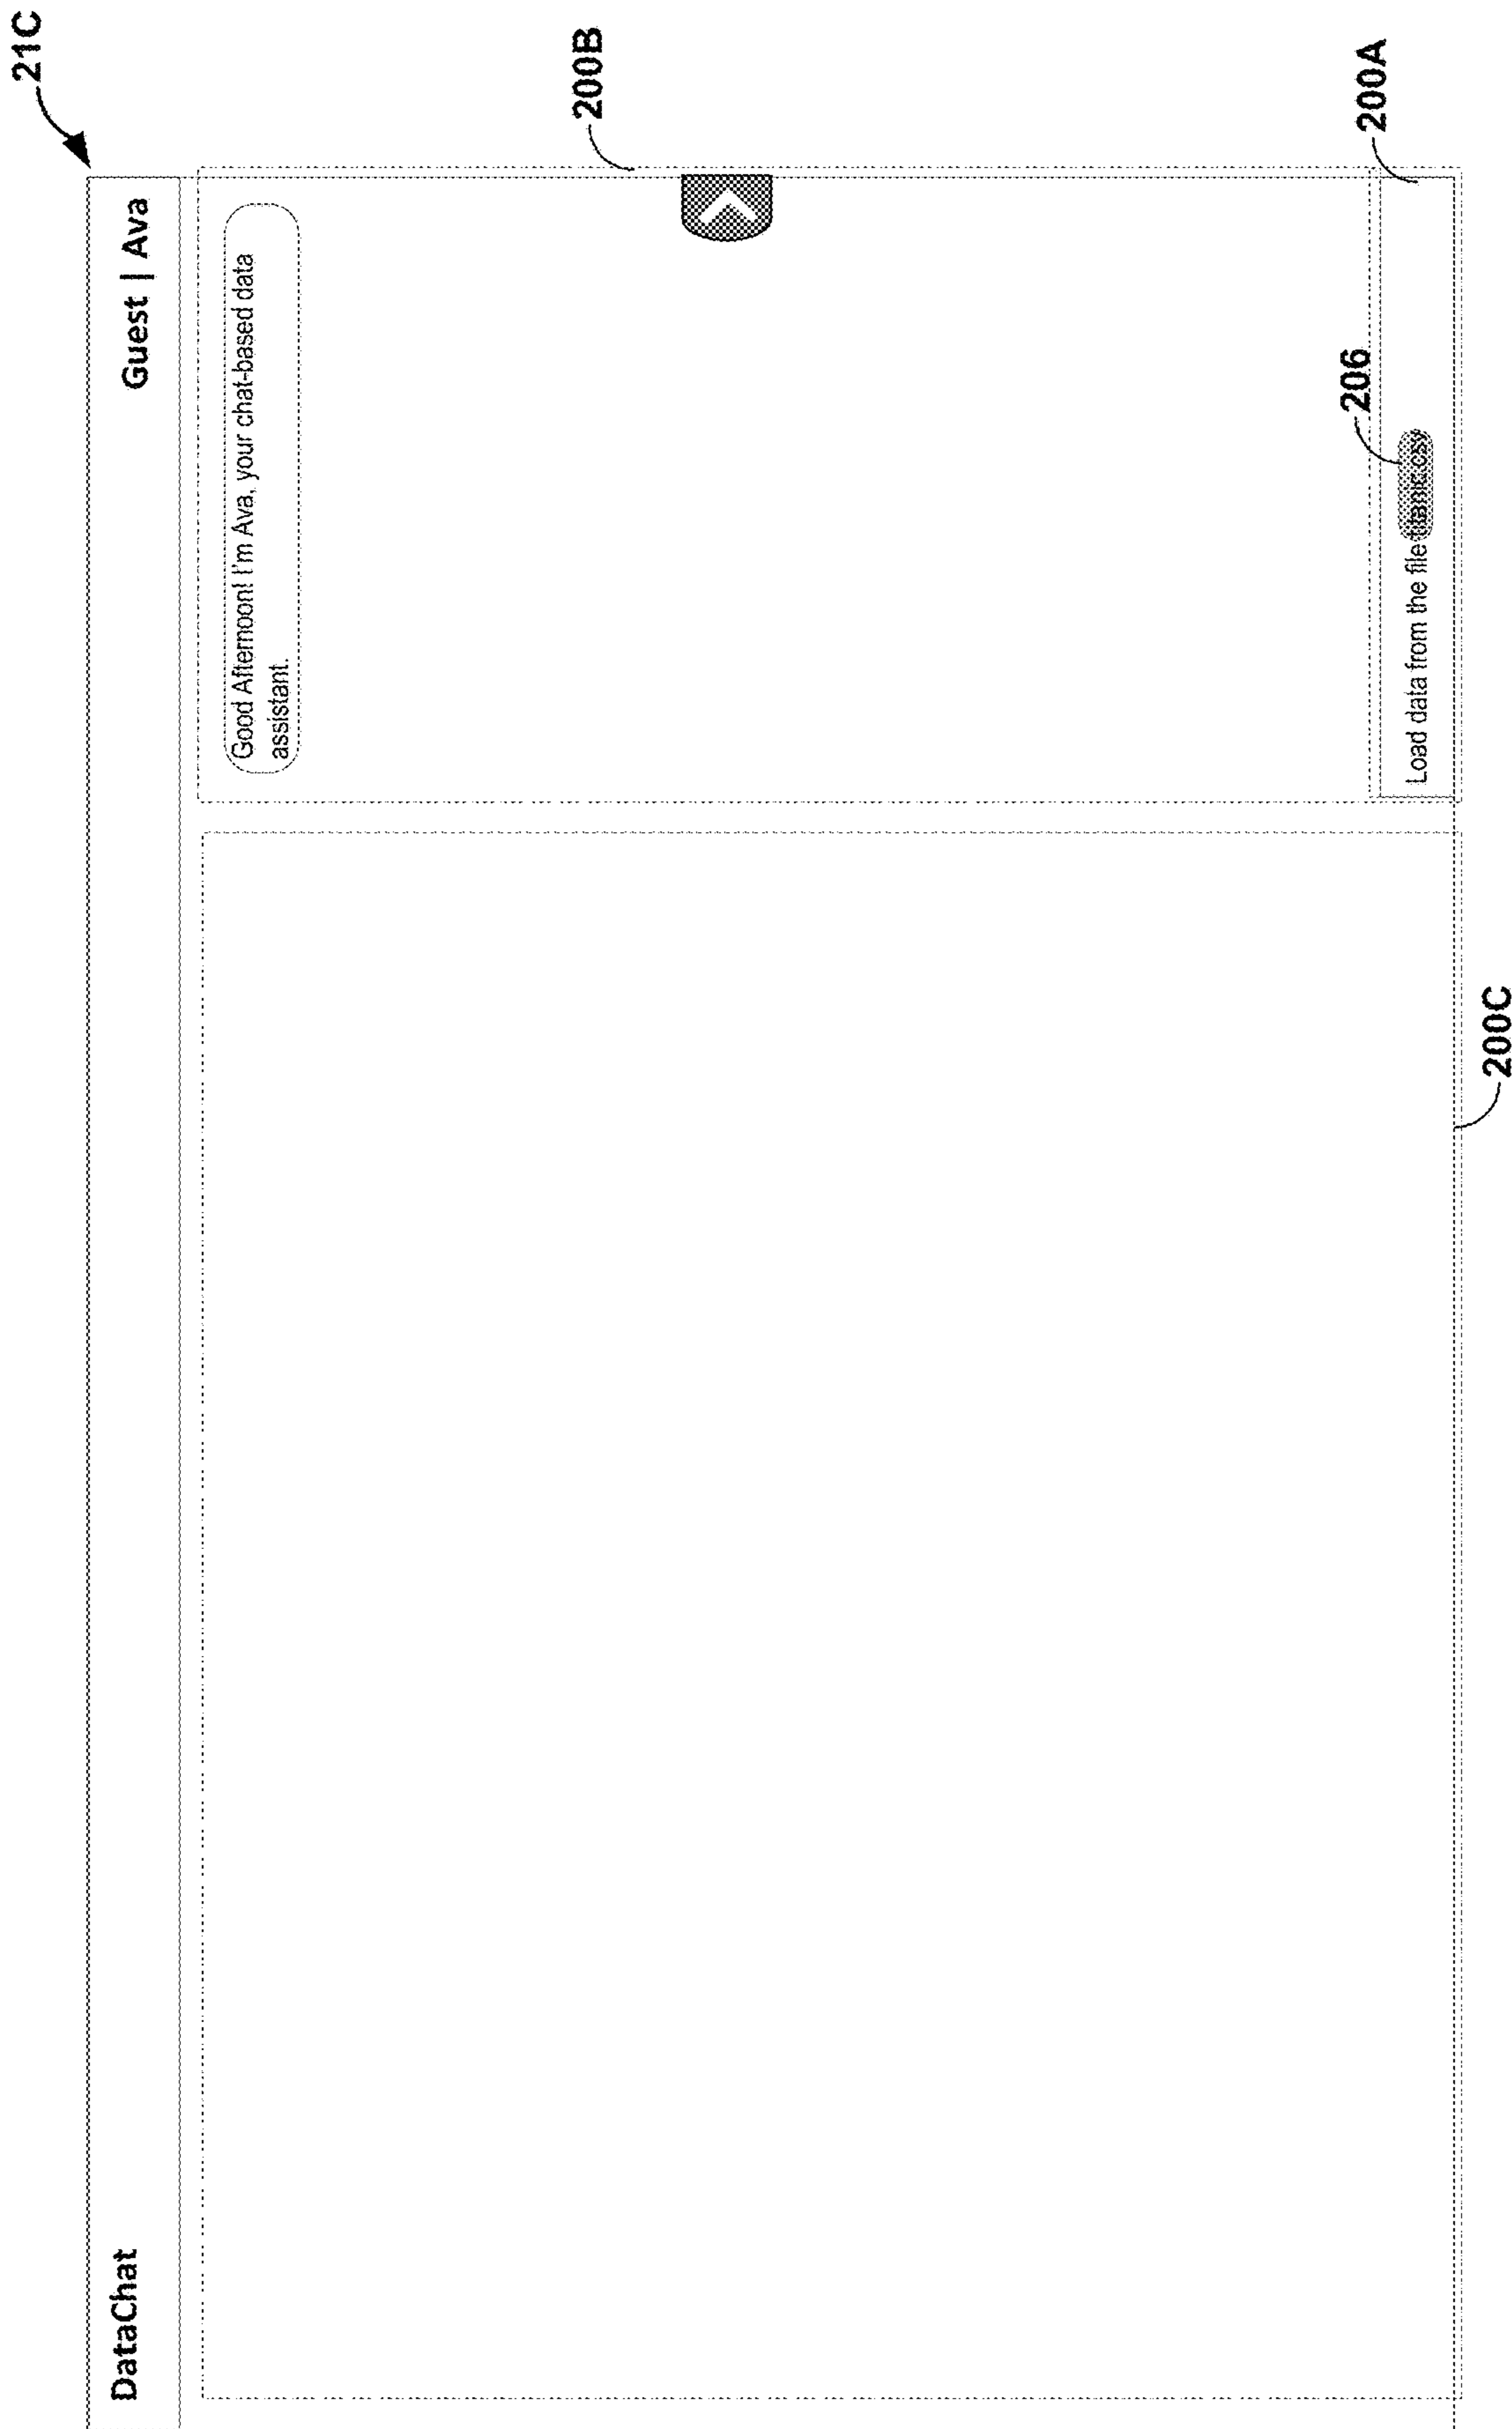 21C
DataChat
Guest | Ava
Good Afternoon! I'm Ava, your chat-based data
assistant.
200B
206
200A
Load data from the file titanic.csv
200C